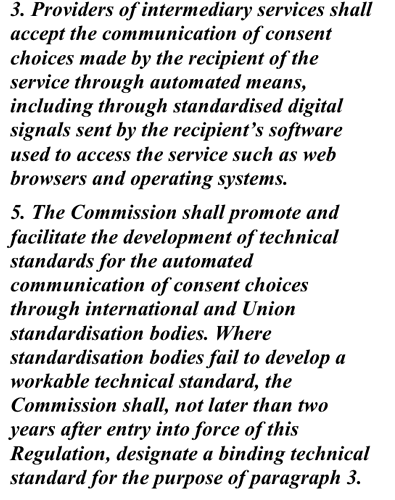 3. Providers of intermediary services shall
accept the communication of consent
choices made by the recipient of the
service through automated means,
including through standardised digital
signals sent by the recipient's software
used to access the service such as web
browsers and operating systems.
5. The Commission shall promote and
facilitate the development of technical
standards for the automated
communication of consent choices
through international and Union
standardisation bodies. Where
standardisation bodies fail to develop a
workable technical standard, the
Commission shall, not later than two
years after entry into force of this
Regulation, designate a binding technical
standard for the purpose of paragraph 3.